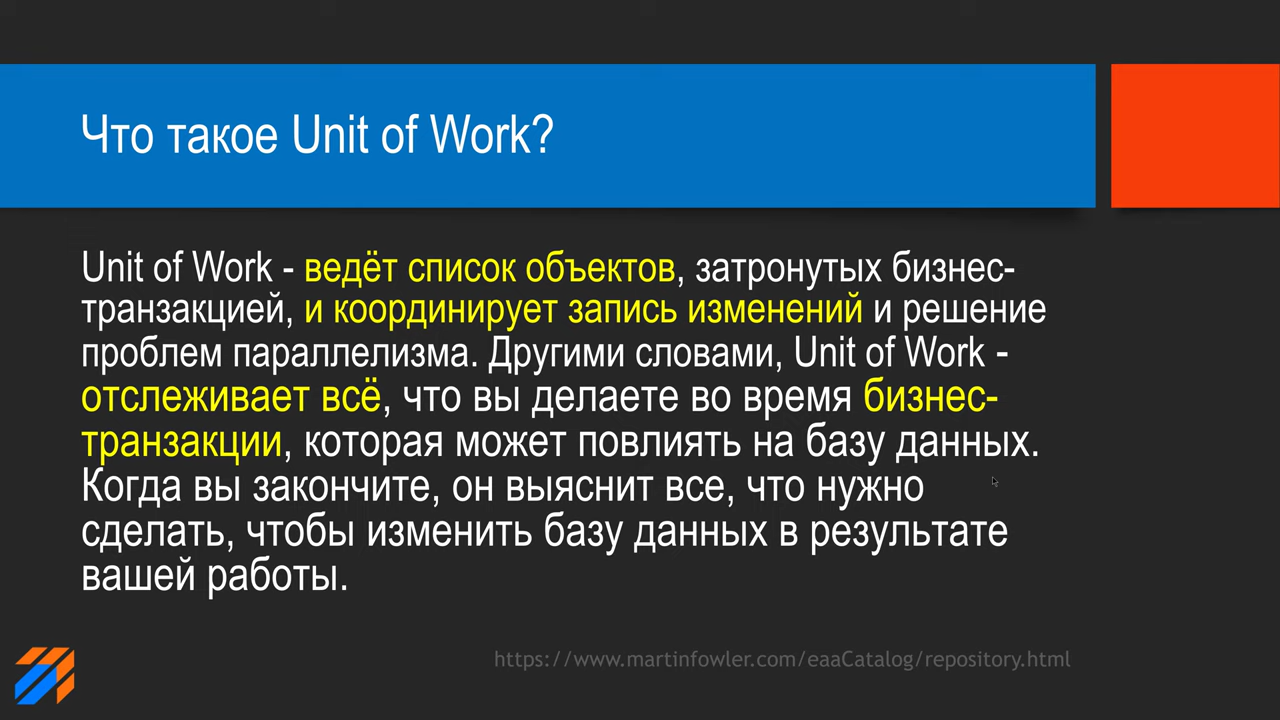 Что такое Unit of Work?
Unit of Work - ведёт список объектов, затронутых бизнес-
транзакцией, и координирует запись изменений и решение
проблем параллелизма. Другими словами, Unit of Work -
отслеживает всё, что вы делаете во время бизнес-
транзакции, которая может повлиять на базу данных.
Когда вы закончите, он выяснит все, что нужно
сделать, чтобы изменить базу данных в результате
вашей работы.
https://www.martinfowler.com/eaaCatalog/repository.html